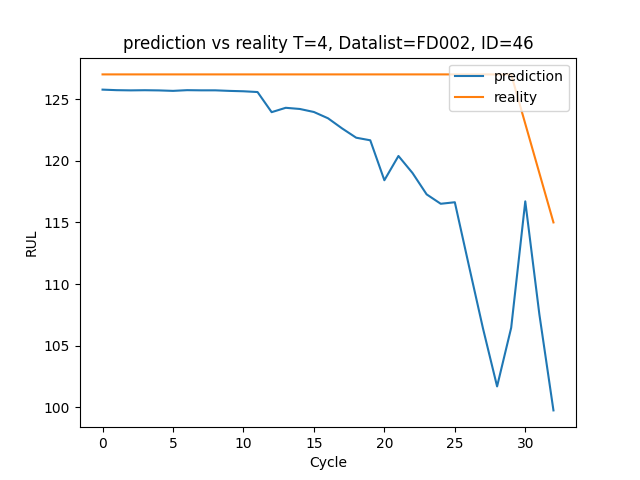 prediction vs reality T=4, Datalist=FD002, ID=46
prediction
reality
125
120
115
110
105
100
RUL
0 5 10 15 20 25 30
Cycle